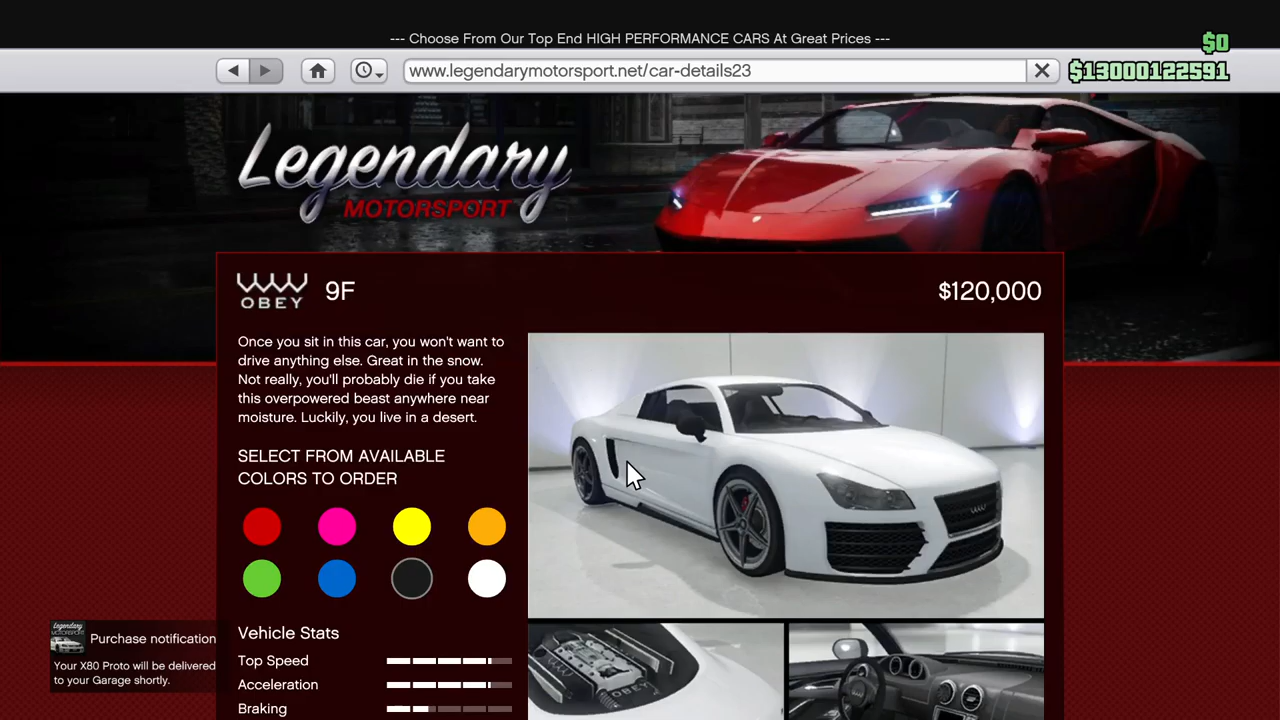 --- Choose From Our Top End HIGH PERFORMANCE CARS At Great Prices ---
$0
www.legendarymotorsport.net/car-details23
$13000122591
Legendary
MOTORSPORT
OBEY
9F
$120,000
Once you sit in this car, you won't want to
drive anything else. Great in the snow.
Not really, you'll probably die if you take
this overpowered beast anywhere near
moisture. Luckily, you live in a desert.
SELECT FROM AVAILABLE
COLORS TO ORDER
Vehicle Stats
Top Speed
Acceleration
Braking
Legendary
MOTORSPORT
Purchase notification
Your X80 Proto will be delivered
to your Garage shortly.
OBEY